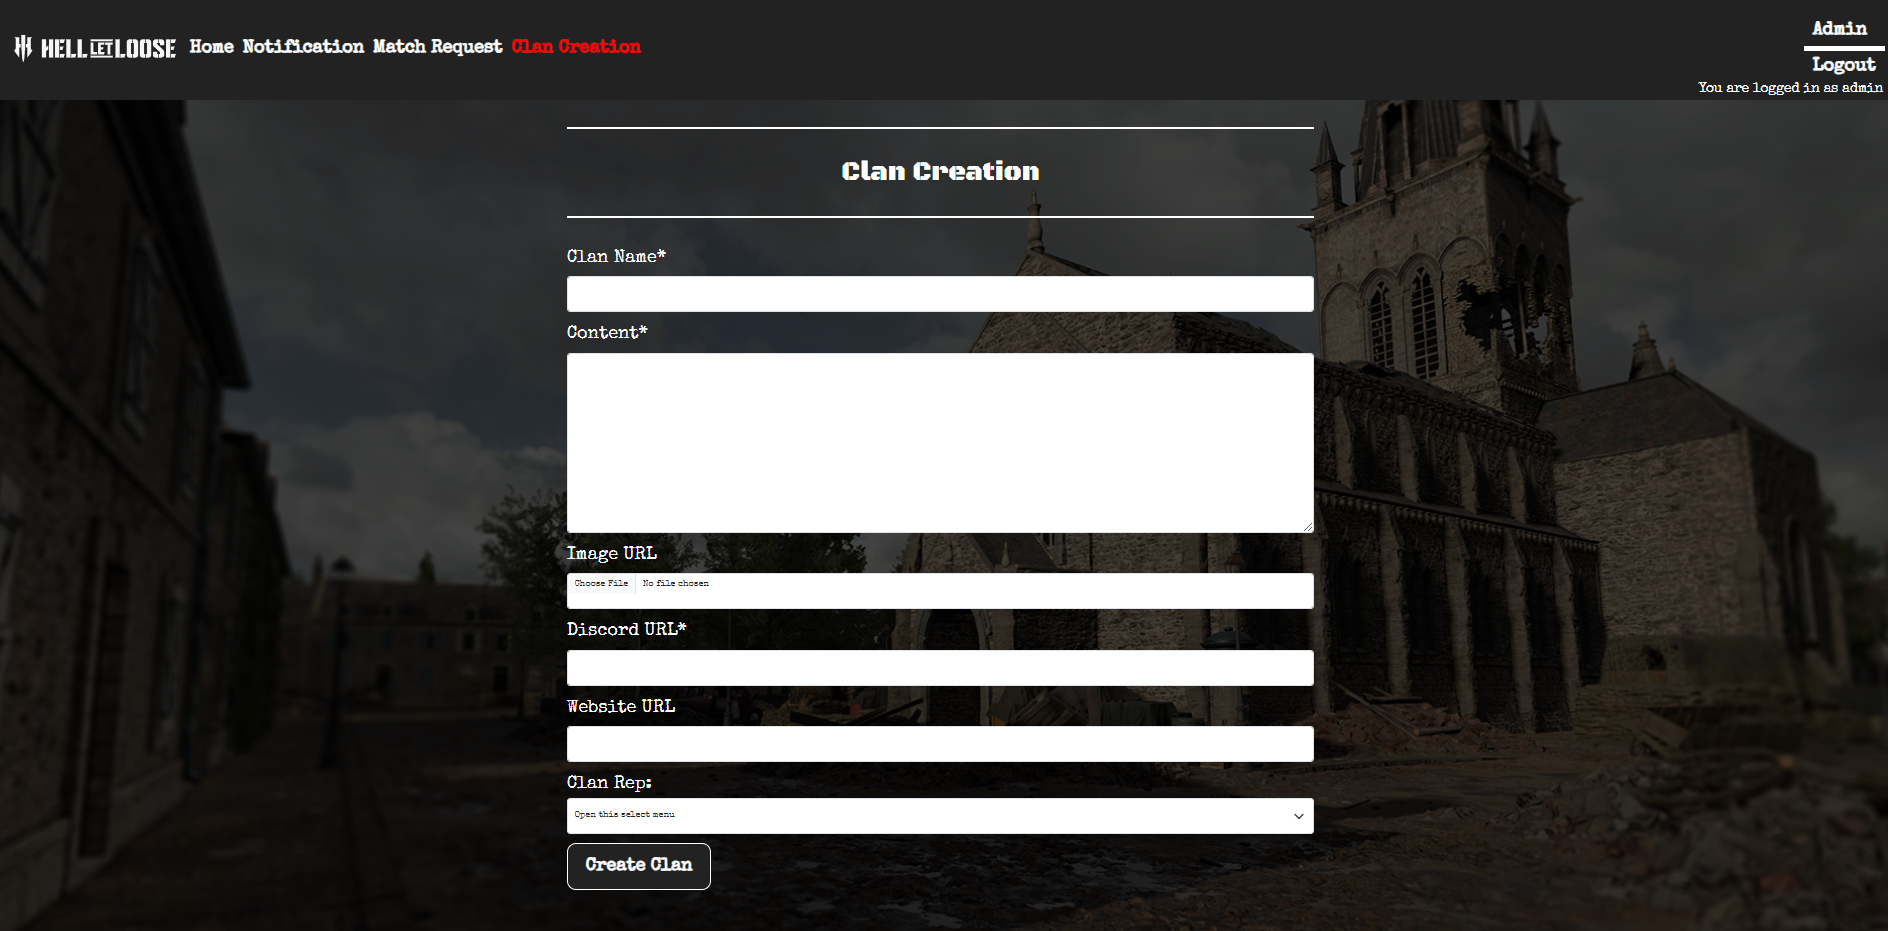 HELL LET LOOSE Home Notification Match Request Clan Creation
Admin
Logout
You are logged in as admin
Clan Creation
Clan Name*
Content*
Image URL
Choose File No file chosen
Discord URL*
Website URL
Clan Rep:
Open this select menu
Create Clan